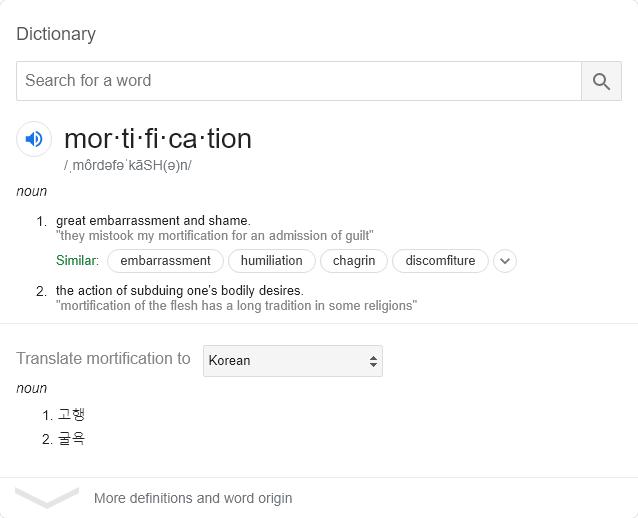 Dictionary
Search for a word
mor·ti·fi·ca·tion
/ˌmôrdəfəˈkāSH(ə)n/
noun
1. great embarrassment and shame.
"they mistook my mortification for an admission of guilt"
Similar: embarrassment humiliation chagrin discomfiture
2. the action of subduing one's bodily desires.
"mortification of the flesh has a long tradition in some religions"
Translate mortification to Korean
noun
1. 고행
2. 굴욕
More definitions and word origin